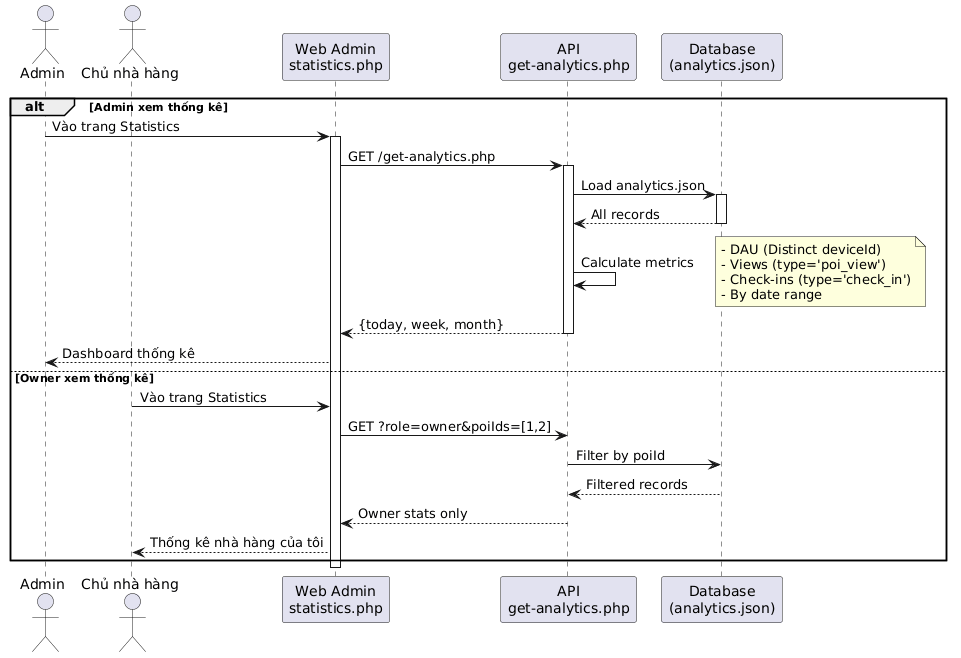 Admin
Chủ nhà hàng
Web Admin
statistics.php
API
get-analytics.php
Database
(analytics.json)
alt
[Admin xem thống kê]
Vào trang Statistics
GET /get-analytics.php
Load analytics.json
All records
- DAU (Distinct deviceId)
- Views (type='poi_view')
- Check-ins (type='check_in')
- By date range
Calculate metrics
{today, week, month}
Dashboard thống kê
[Owner xem thống kê]
Vào trang Statistics
GET ?role=owner&poiIds=[1,2]
Filter by poiId
Filtered records
Owner stats only
Thống kê nhà hàng của tôi
Admin
Chủ nhà hàng
Web Admin
statistics.php
API
get-analytics.php
Database
(analytics.json)